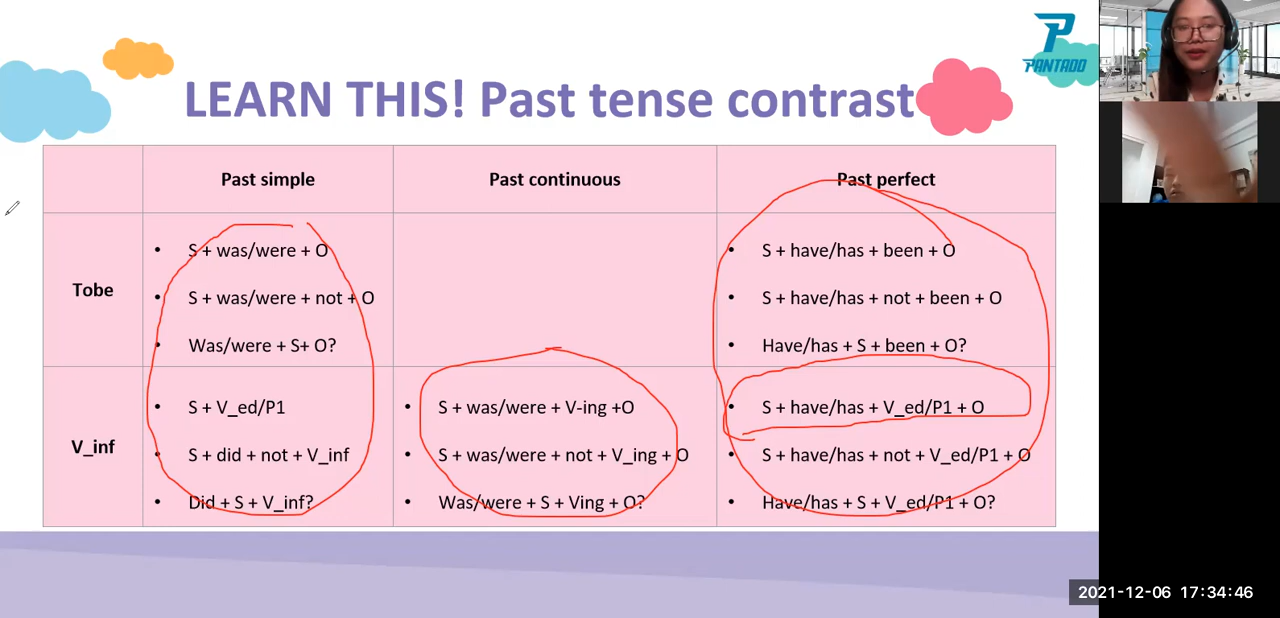 PANTADO
LEARN THIS! Past tense contrast
Past simple
Past continuous
Past perfect
Tobe
• S + was/were + O
• S + was/were + not + O
• Was/were + S+ O?
• S + have/has + been + O
• S + have/has + not + been + O
• Have/has + S + been + O?
V_inf
• S + V_ed/P1
• S + did + not + V_inf
• Did + S + V_inf?
• S + was/were + V-ing +O
• S + was/were + not + V_ing + O
• Was/were + S + Ving + O?
• S + have/has + V_ed/P1 + O
• S + have/has + not + V_ed/P1 + O
• Have/has + S + V_ed/P1 + O?
2021-12-06 17:34:46